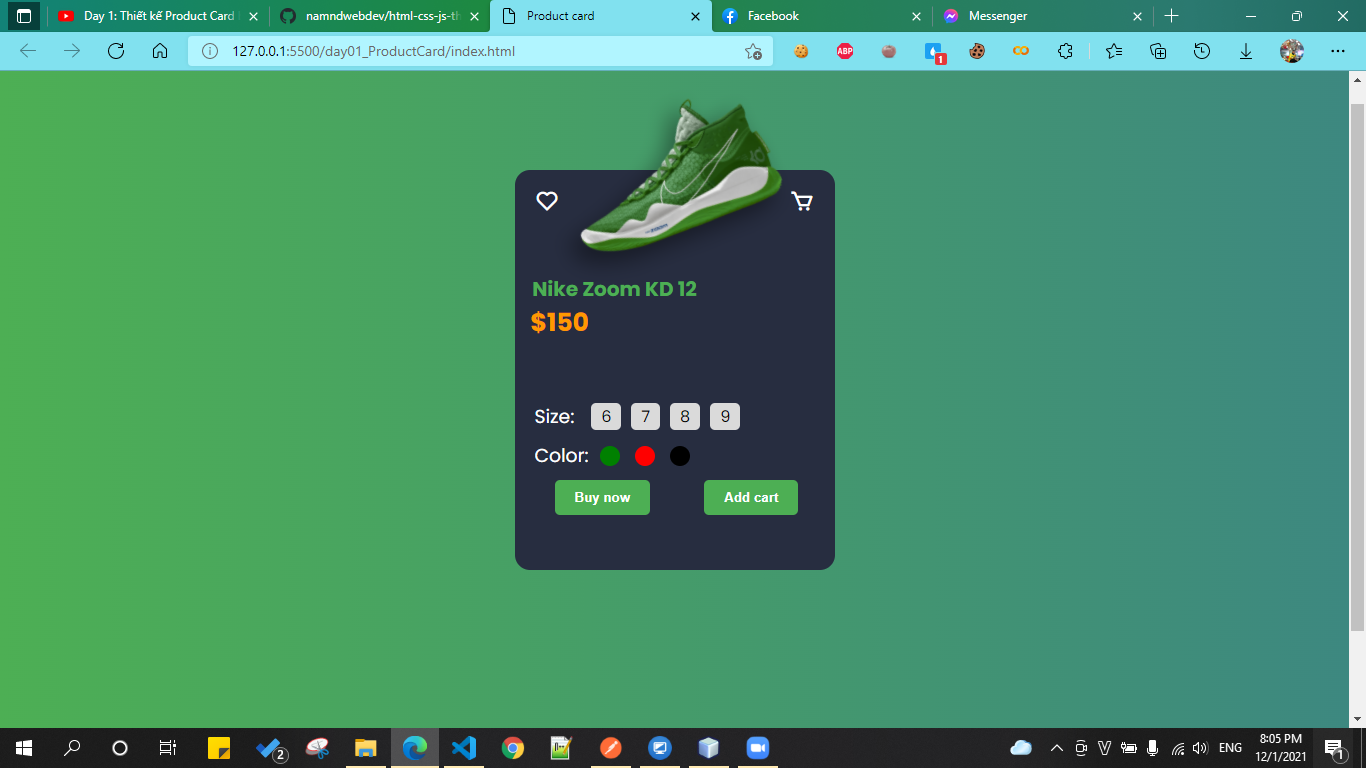 Day 1: Thiết kế Product Card
namndwebdev/html-css-js-th
Product card
Facebook
Messenger
127.0.0.1:5500/day01_ProductCard/index.html
ABP
1
Nike Zoom KD 12
$150
Size: 6 7 8 9
Color:
Buy now Add cart
2
ENG
8:05 PM
12/1/2021
1